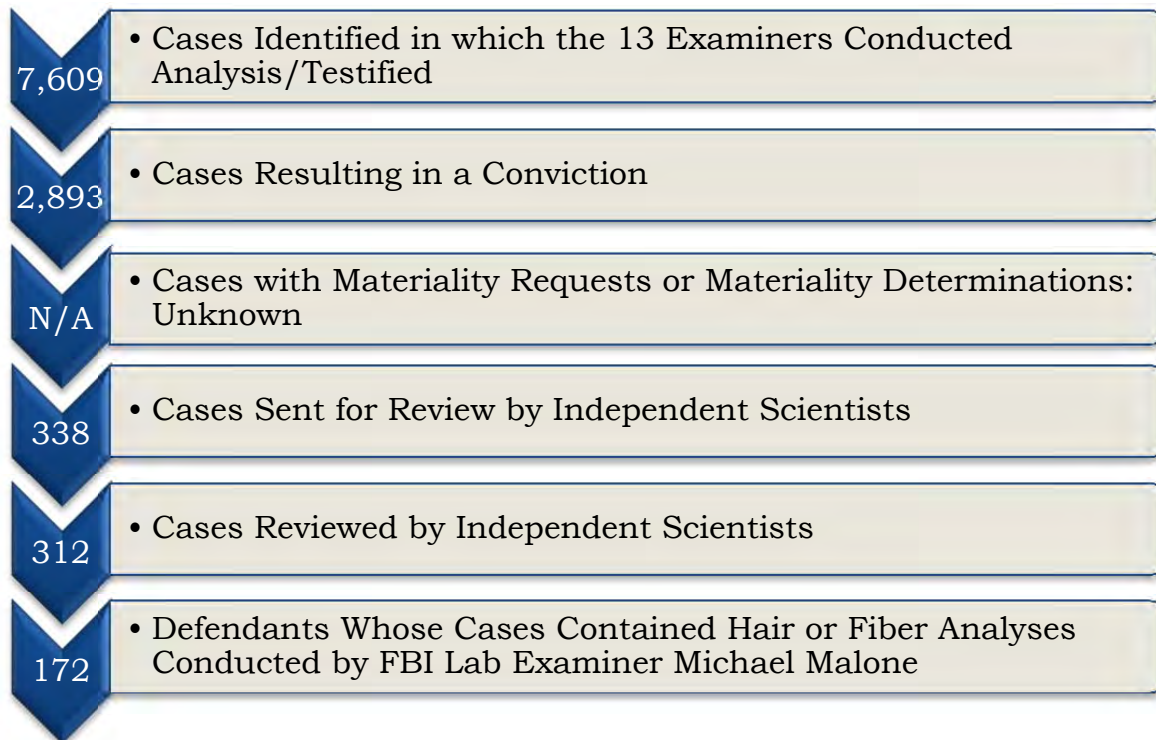 7,609
• Cases Identified in which the 13 Examiners Conducted
Analysis/Testified
2,893
• Cases Resulting in a Conviction
N/A
• Cases with Materiality Requests or Materiality Determinations:
Unknown
338
• Cases Sent for Review by Independent Scientists
312
• Cases Reviewed by Independent Scientists
172
• Defendants Whose Cases Contained Hair or Fiber Analyses
Conducted by FBI Lab Examiner Michael Malone